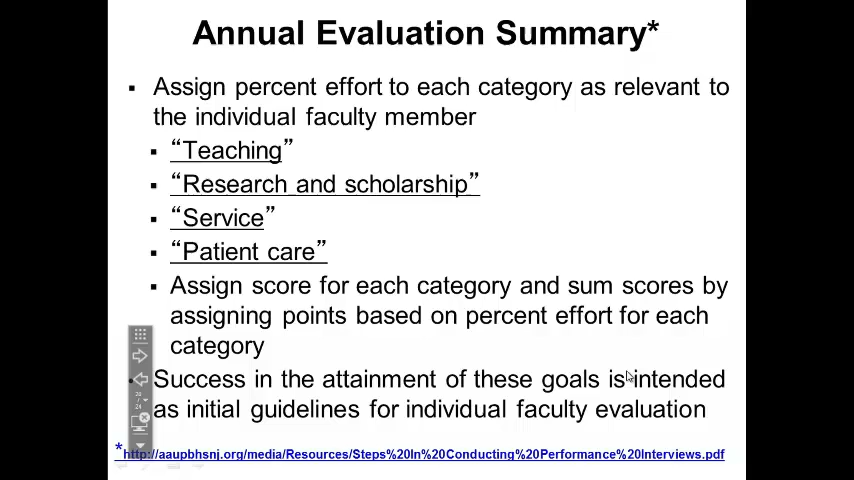 Annual Evaluation Summary*
▪ Assign percent effort to each category as relevant to
the individual faculty member
▪ “Teaching”
▪ “Research and scholarship”
▪ “Service”
▪ “Patient care”
▪ Assign score for each category and sum scores by
assigning points based on percent effort for each
category
• Success in the attainment of these goals is intended
as initial guidelines for individual faculty evaluation
*http://aaupbhsnj.org/media/Resources/Steps%20In%20Conducting%20Performance%20Interviews.pdf